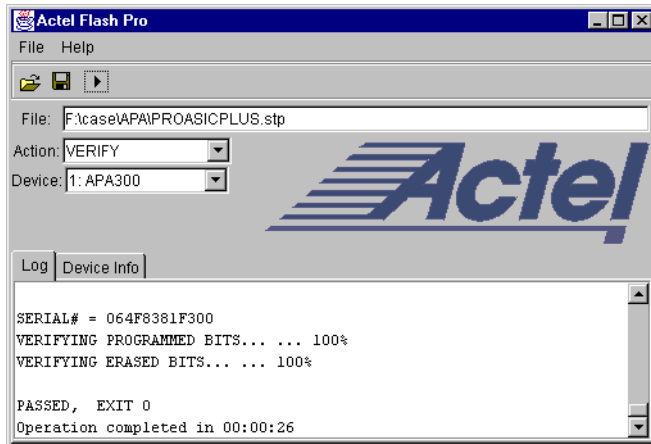 Actel Flash Pro
File Help
File: F:\case\APA\PROASICPLUS.stp
Action: VERIFY
Device: 1: APA300
Actel
Log Device Info
SERIAL# = 064F8381F300
VERIFYING PROGRAMMED BITS... ... 100%
VERIFYING ERASED BITS... ... 100%
PASSED, EXIT 0
Operation completed in 00:00:26